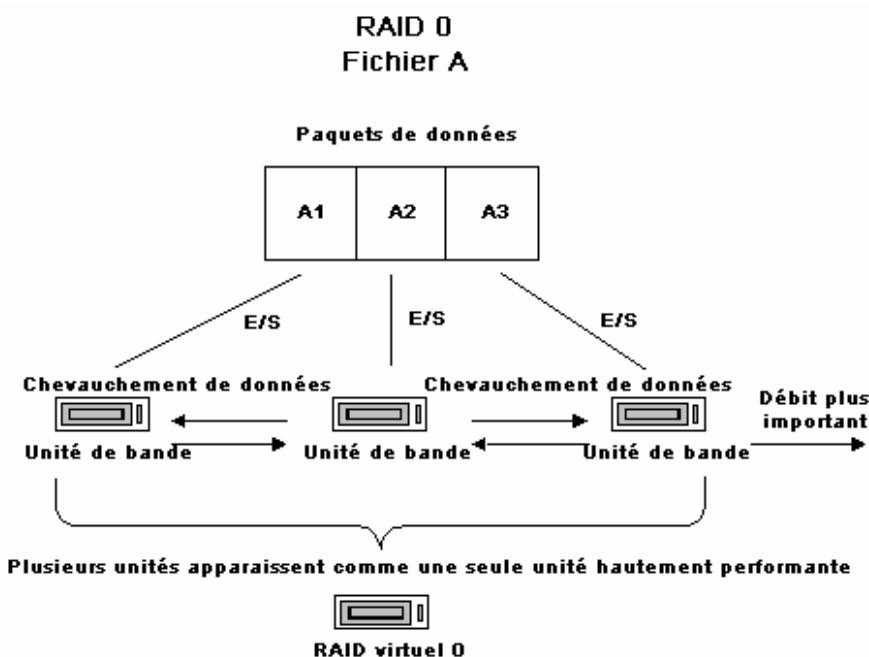 RAID 0
Fichier A
Paquets de données
A1 A2 A3
E/S E/S E/S
Chevauchement de données Chevauchement de données
Débit plus
important
Unité de bande Unité de bande Unité de bande
Plusieurs unités apparaissent comme une seule unité hautement performante
RAID virtuel 0